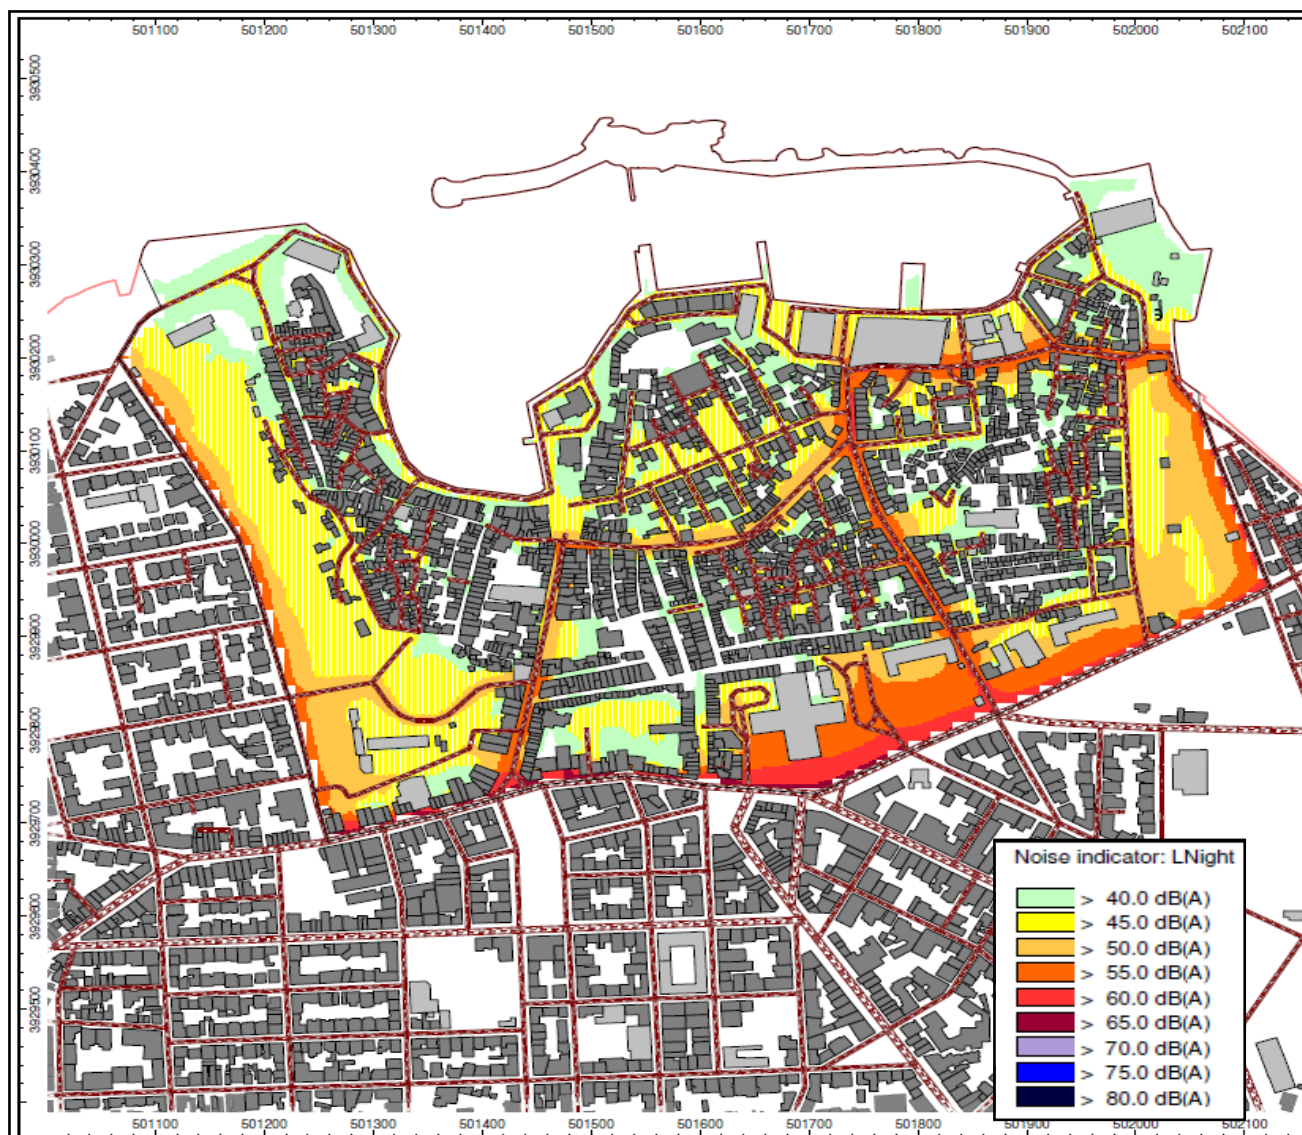 501100 501200 501300 501400 501500 501600 501700 501800 501900 502000 502100
3930500
3930400
3930300
3930200
3930100
3930000
3929900
3929800
3929700
3929600
3929500
Noise indicator: LNight
> 40.0 dB(A)
> 45.0 dB(A)
> 50.0 dB(A)
> 55.0 dB(A)
> 60.0 dB(A)
> 65.0 dB(A)
> 70.0 dB(A)
> 75.0 dB(A)
> 80.0 dB(A)
501100 501200 501300 501400 501500 501600 501700 501800 501900 502000 502100